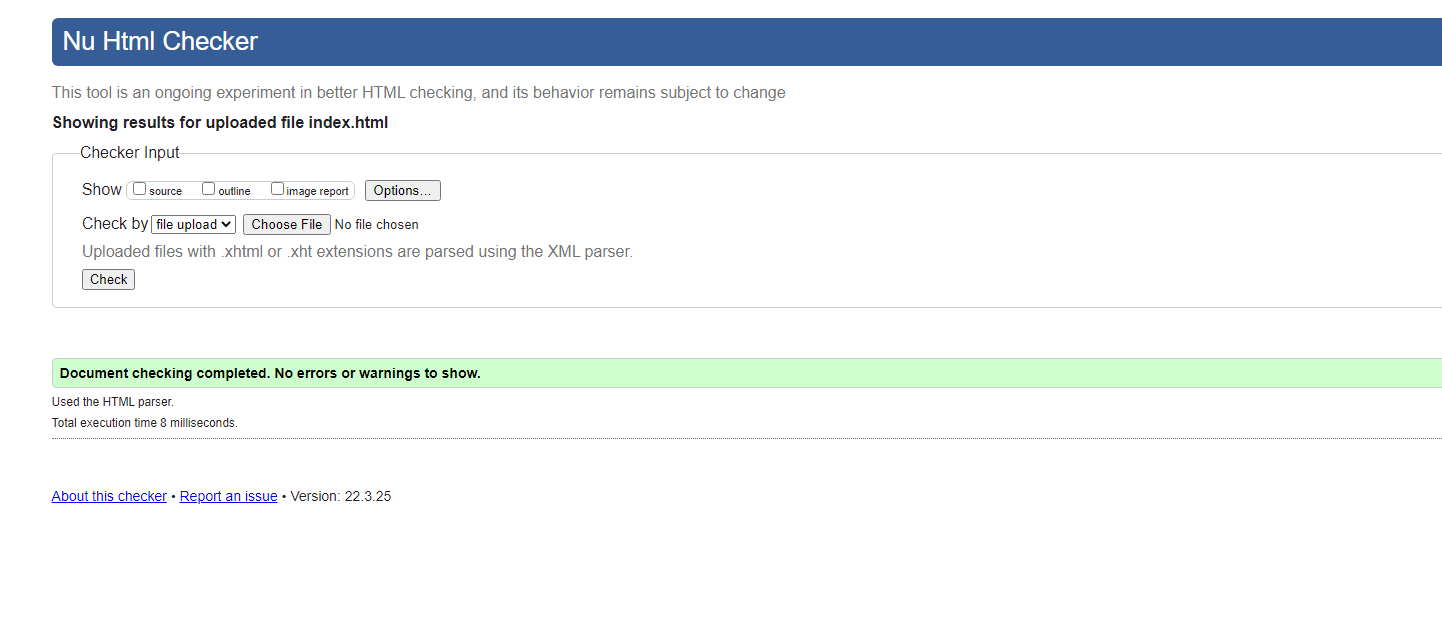 Nu Html Checker
This tool is an ongoing experiment in better HTML checking, and its behavior remains subject to change
Showing results for uploaded file index.html
Checker Input
Show source outline image report Options...
Check by file upload Choose File No file chosen
Uploaded files with .xhtml or .xht extensions are parsed using the XML parser.
Check
Document checking completed. No errors or warnings to show.
Used the HTML parser.
Total execution time 8 milliseconds.
About this checker • Report an issue • Version: 22.3.25